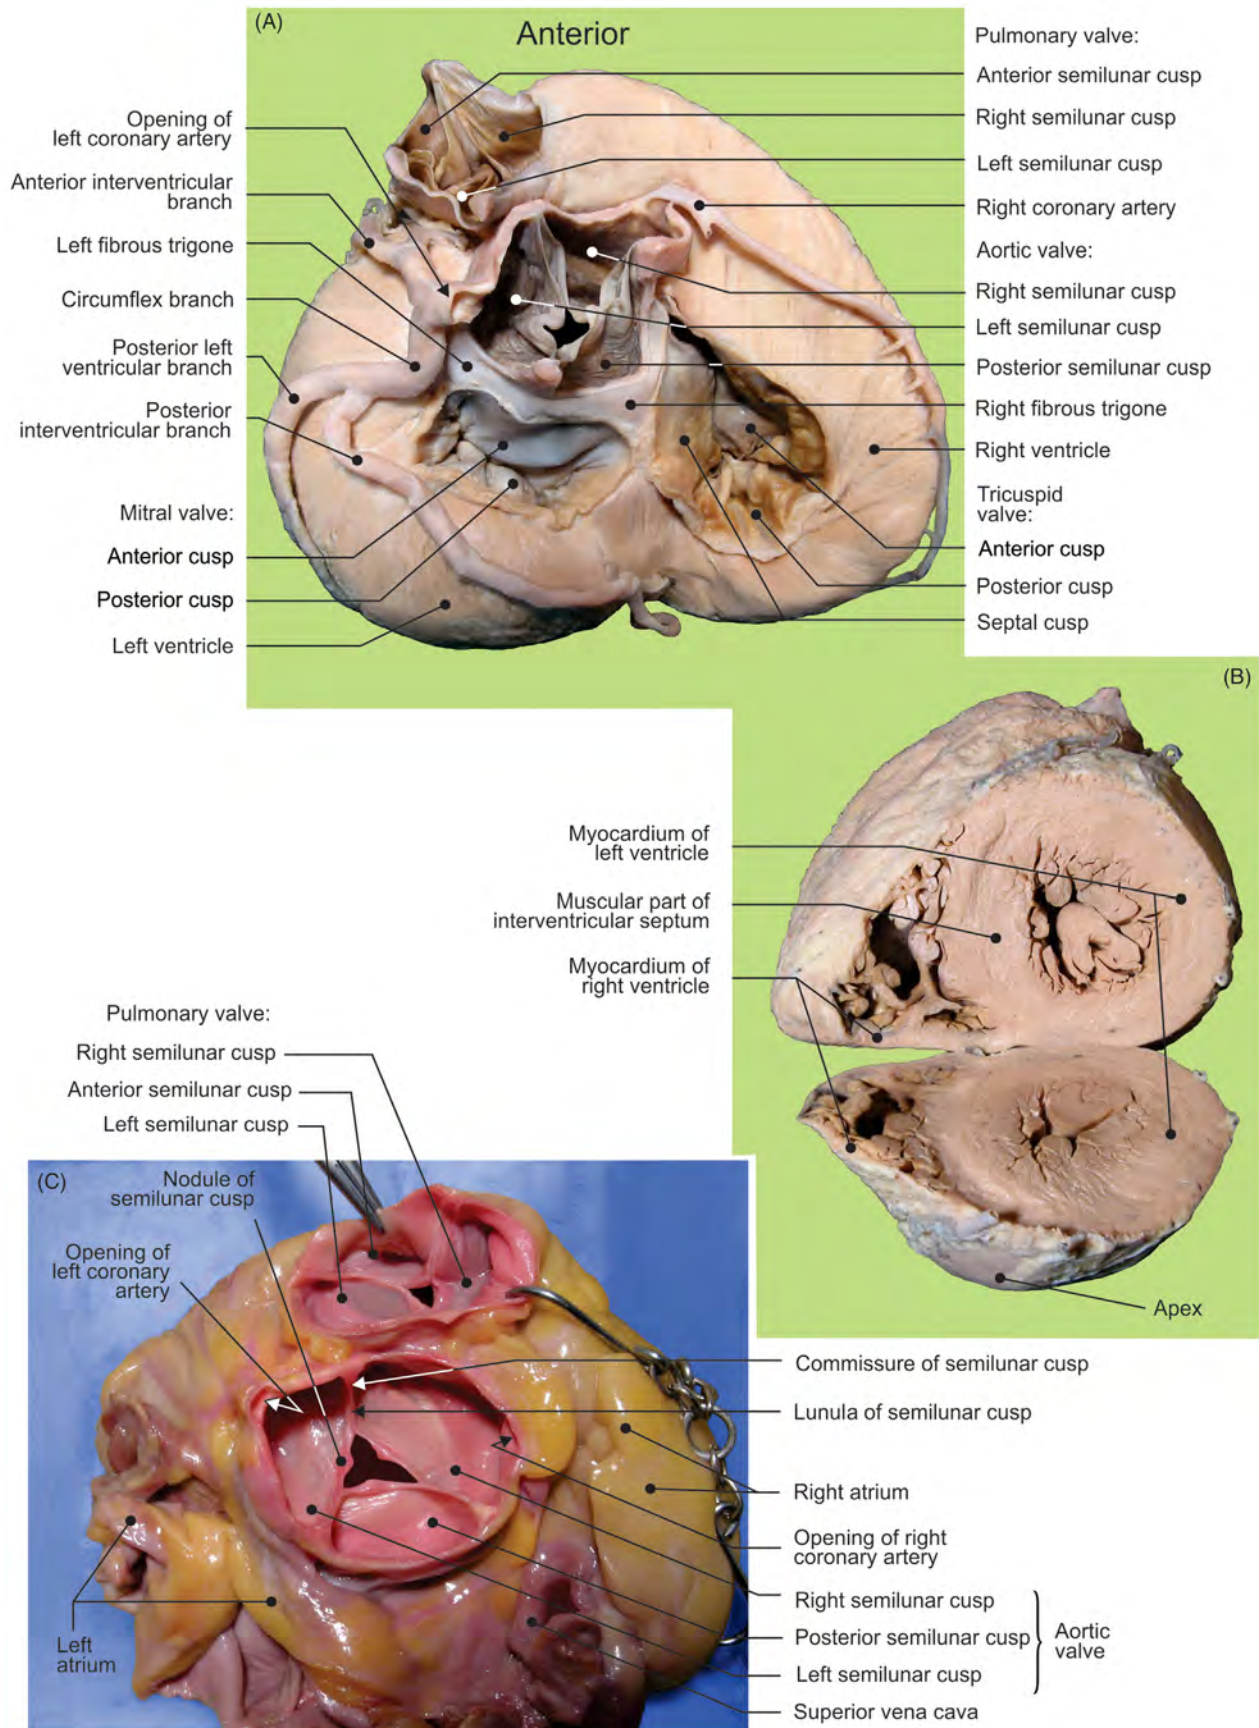 (A)
Anterior
Opening of
left coronary artery
Anterior interventricular
branch
Left fibrous trigone
Circumflex branch
Posterior left
ventricular branch
Posterior
interventricular branch
Mitral valve:
Anterior cusp
Posterior cusp
Left ventricle
Pulmonary valve:
Anterior semilunar cusp
Right semilunar cusp
Left semilunar cusp
Right coronary artery
Aortic valve:
Right semilunar cusp
Left semilunar cusp
Posterior semilunar cusp
Right fibrous trigone
Right ventricle
Tricuspid
valve:
Anterior cusp
Posterior cusp
Septal cusp
(B)
Myocardium of
left ventricle
Muscular part of
interventricular septum
Myocardium of
right ventricle
Apex
Pulmonary valve:
Right semilunar cusp
Anterior semilunar cusp
Left semilunar cusp
(C)
Nodule of
semilunar cusp
Opening of
left coronary
artery
Left
atrium
Commissure of semilunar cusp
Lunula of semilunar cusp
Right atrium
Opening of right
coronary artery
Right semilunar cusp
Posterior semilunar cusp
Left semilunar cusp
Aortic
valve
Superior vena cava